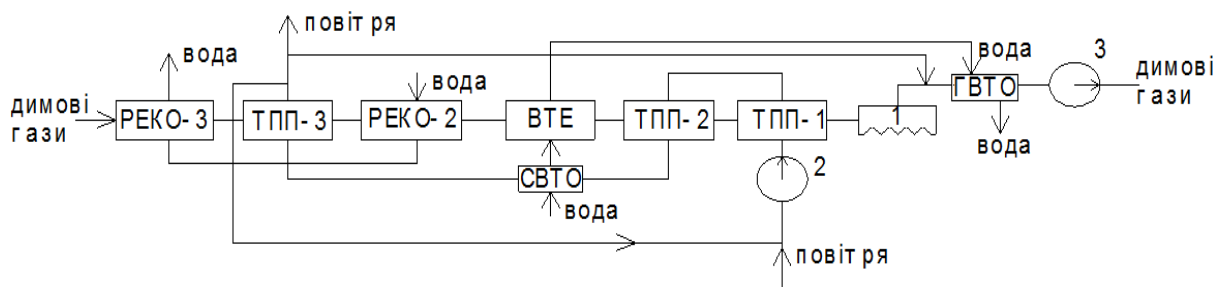 повітря
вода
вода
вода
3
димові
гази
димові
гази
РЕКО-3
ТПП-3
РЕКО-2
ВТЕ
ТПП-2
ТПП-1
1
ГВТО
вода
2
СВТО
вода
повітря